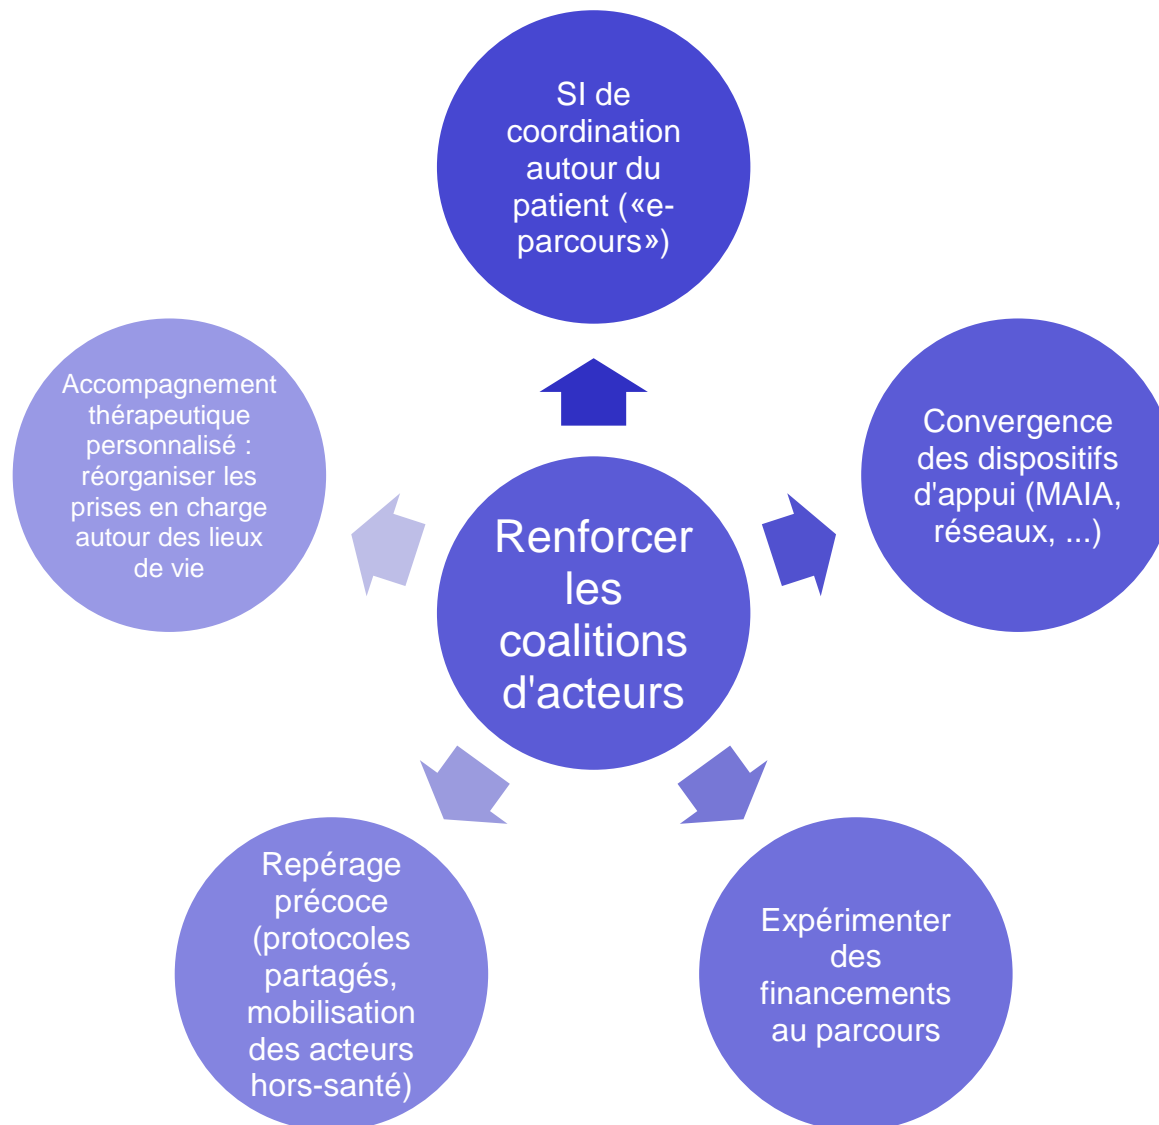 SI de
coordination
autour du
patient («e-
parcours»)
Accompagnement
thérapeutique
personnalisé :
réorganiser les
prises en charge
autour des lieux
de vie
Convergence
des dispositifs
d'appui (MAIA,
réseaux, ...)
Renforcer
les
coalitions
d'acteurs
Repérage
précoce
(protocoles
partagés,
mobilisation
des acteurs
hors-santé)
Expérimenter
des
financements
au parcours